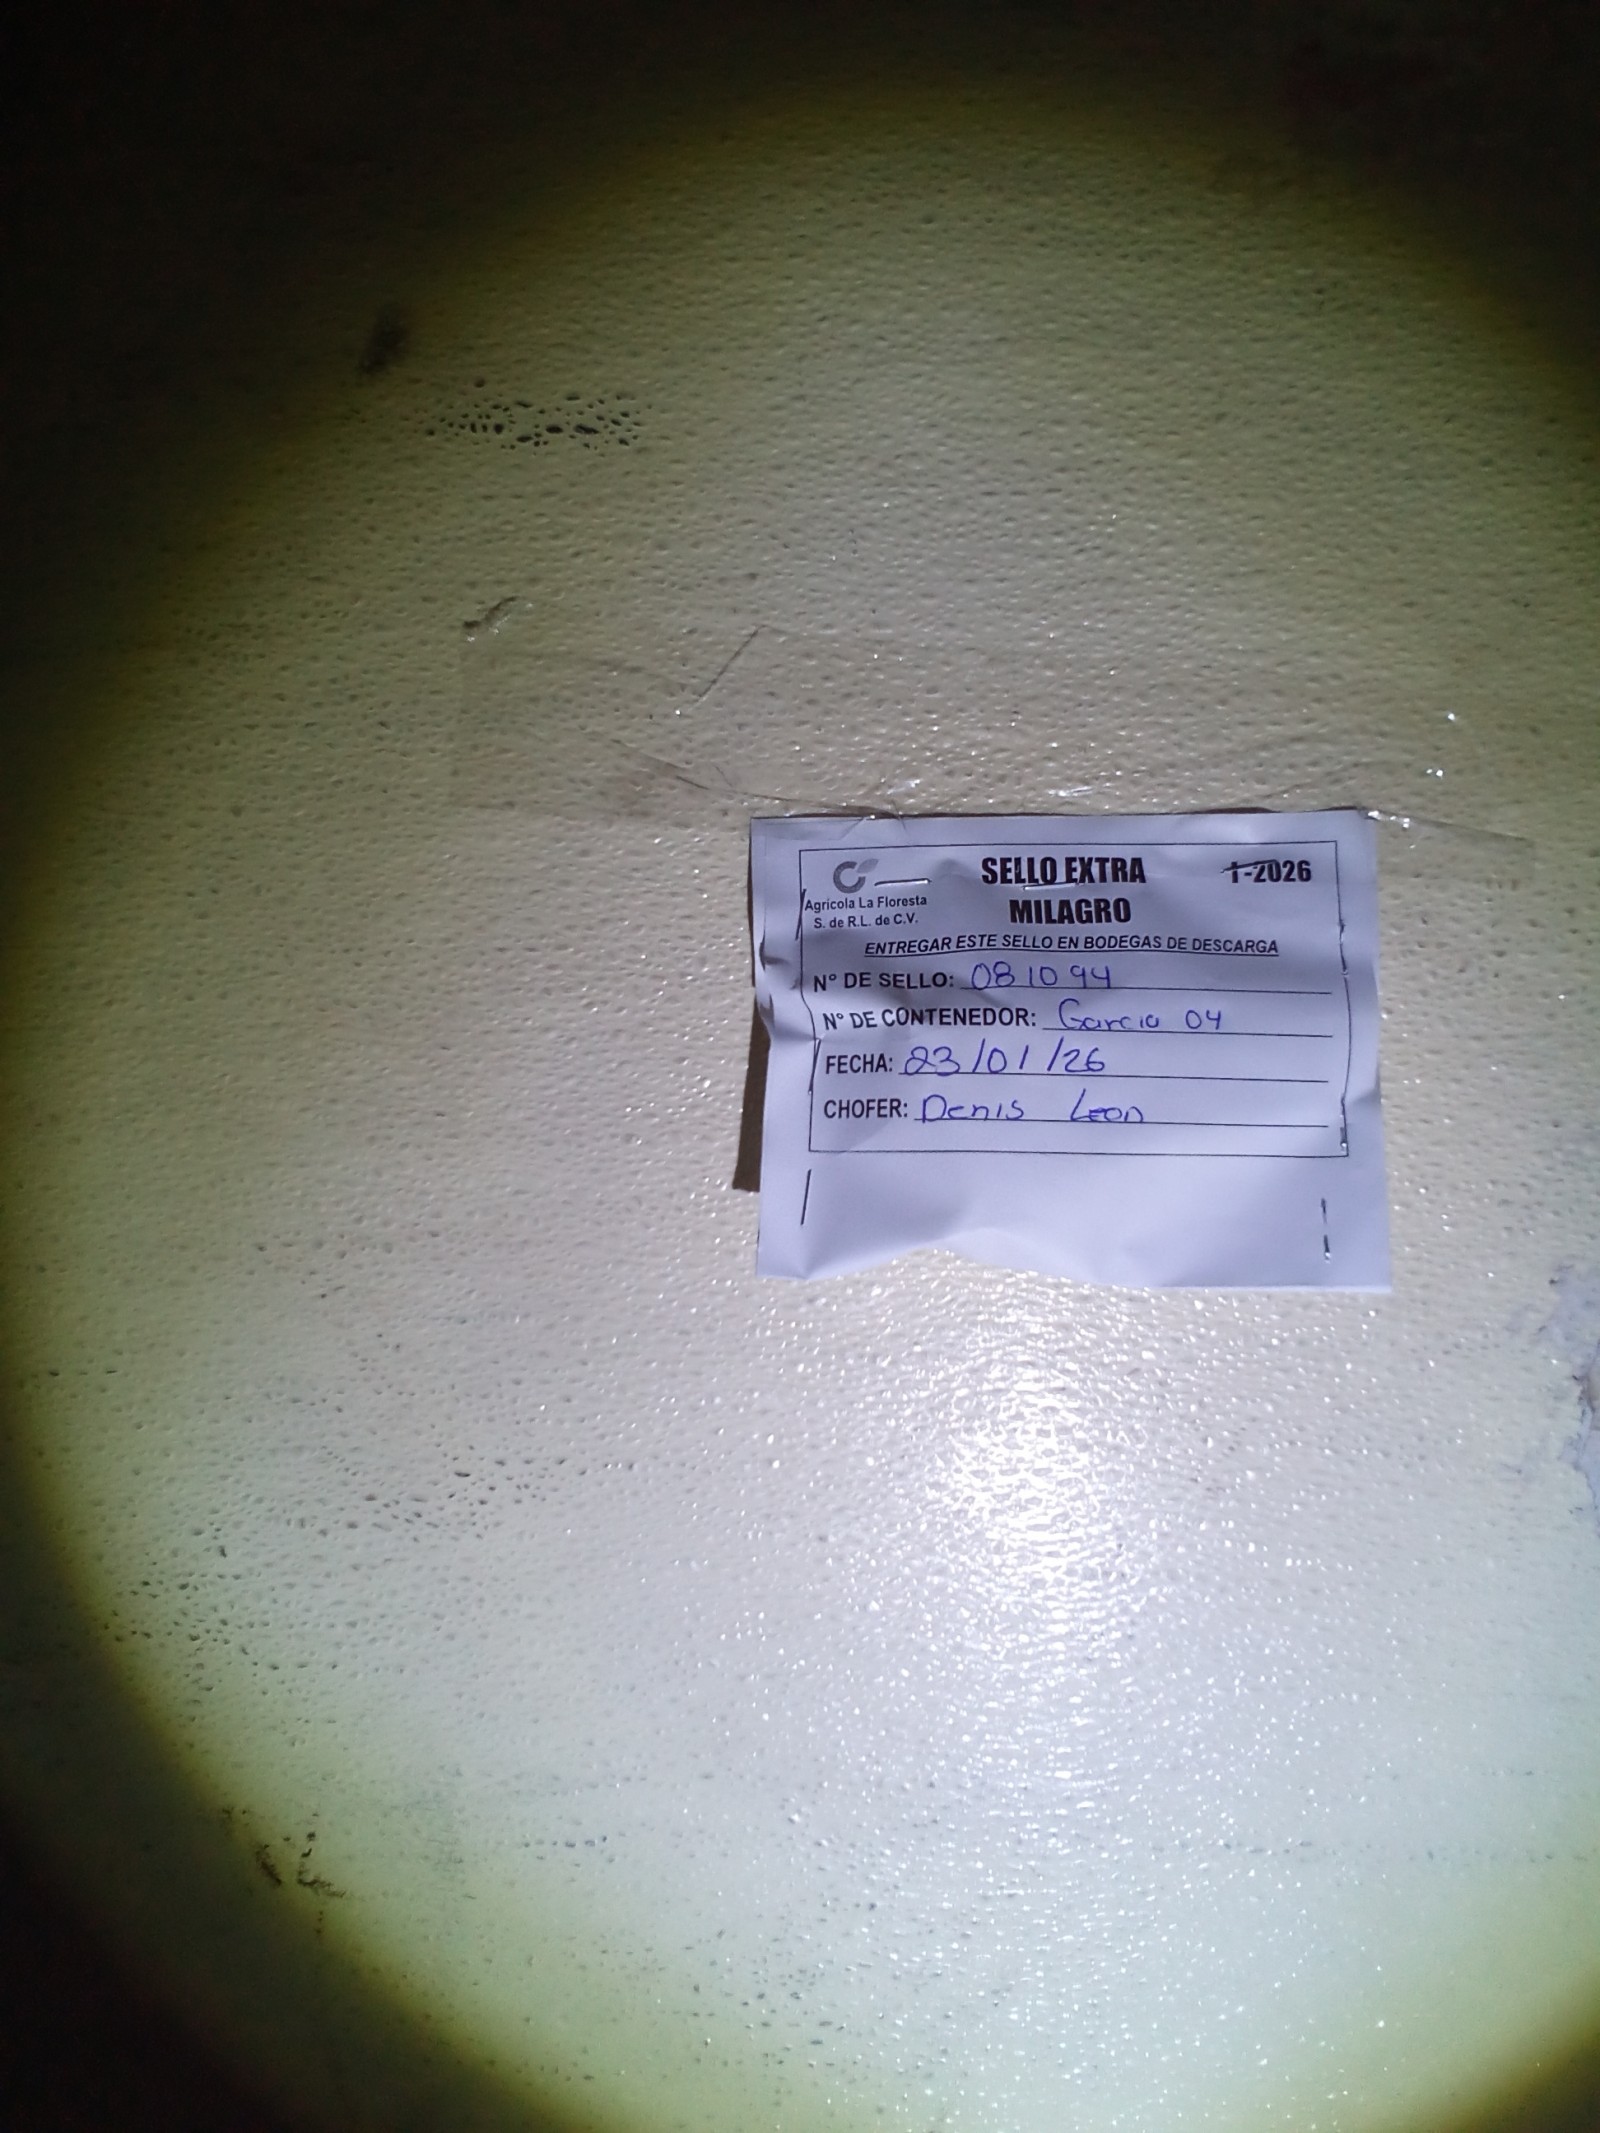 SELLO EXTRA 1-2026
Agricola La Floresta MILAGRO
S. de R.L. de C.V.
ENTREGAR ESTE SELLO EN BODEGAS DE DESCARGA
N° DE SELLO: 081094
N° DE CONTENEDOR: Garcia 04
FECHA: 23/01/26
CHOFER: Denis Leon